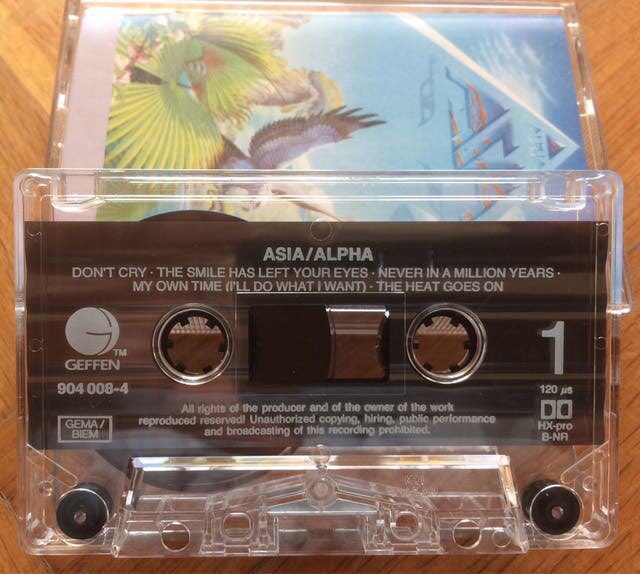 ASIA/ALPHA
DON'T CRY · THE SMILE HAS LEFT YOUR EYES · NEVER IN A MILLION YEARS ·
MY OWN TIME (I'LL DO WHAT I WANT) · THE HEAT GOES ON
GEFFEN TM
904 008-4
GEMA/
BIEM
1
120 µs
HX-pro
B-NR
All rights of the producer and of the owner of the work
reproduced reserved! Unauthorized copying, hiring, public performance
and broadcasting of this recording prohibited.